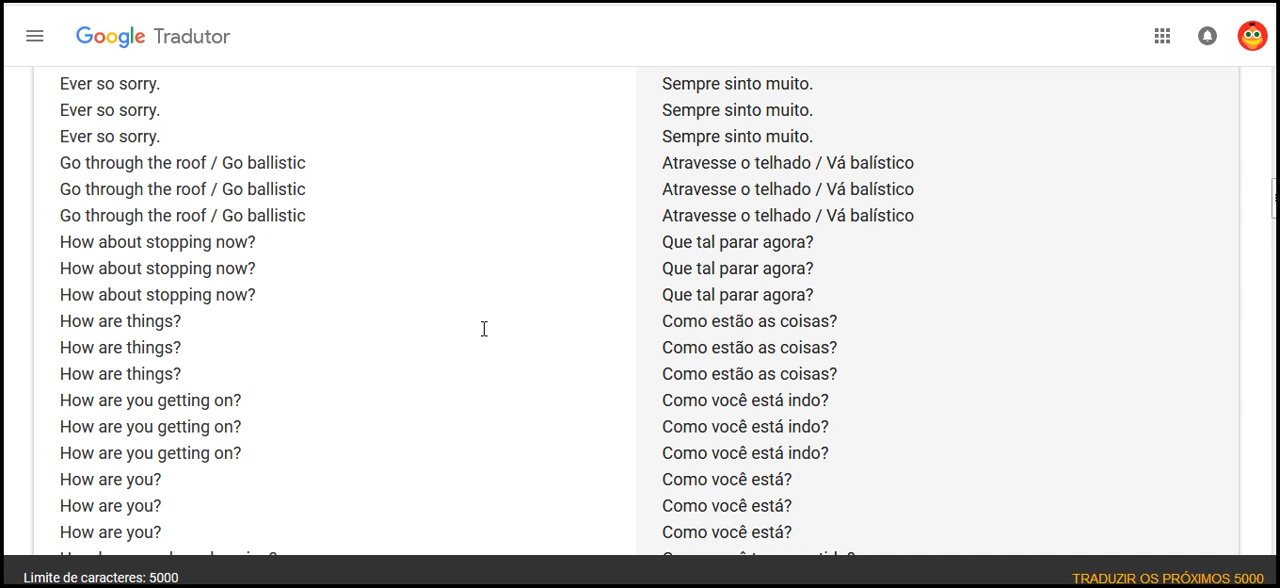 Google Tradutor
Ever so sorry.
Ever so sorry.
Ever so sorry.
Go through the roof / Go ballistic
Go through the roof / Go ballistic
Go through the roof / Go ballistic
How about stopping now?
How about stopping now?
How about stopping now?
How are things?
How are things?
How are things?
How are you getting on?
How are you getting on?
How are you getting on?
How are you?
How are you?
How are you?
Sempre sinto muito.
Sempre sinto muito.
Sempre sinto muito.
Atravesse o telhado / Vá balístico
Atravesse o telhado / Vá balístico
Atravesse o telhado / Vá balístico
Que tal parar agora?
Que tal parar agora?
Que tal parar agora?
Como estão as coisas?
Como estão as coisas?
Como estão as coisas?
Como você está indo?
Como você está indo?
Como você está indo?
Como você está?
Como você está?
Como você está?
Limite de caracteres: 5000
TRADUZIR OS PRÓXIMOS 5000